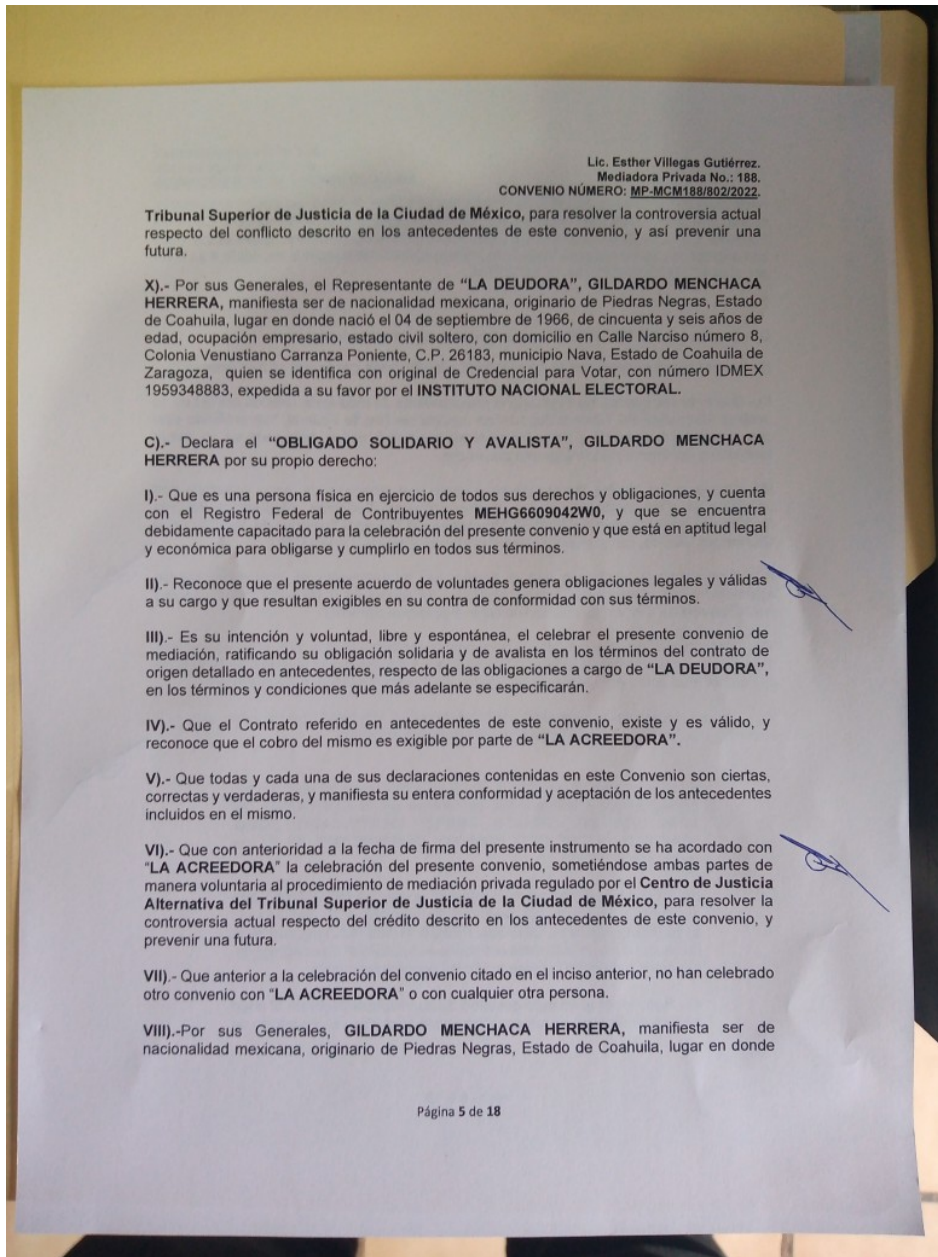 Lic. Esther Villegas Gutiérrez.
Mediadora Privada No.: 188.
CONVENIO NÚMERO: MP-MCM188/802/2022.
Tribunal Superior de Justicia de la Ciudad de México, para resolver la controversia actual
respecto del conflicto descrito en los antecedentes de este convenio, y así prevenir una
futura.
X).- Por sus Generales, el Representante de “LA DEUDORA”, GILDARDO MENCHACA
HERRERA, manifiesta ser de nacionalidad mexicana, originario de Piedras Negras, Estado
de Coahuila, lugar en donde nació el 04 de septiembre de 1966, de cincuenta y seis años de
edad, ocupación empresario, estado civil soltero, con domicilio en Calle Narciso número 8,
Colonia Venustiano Carranza Poniente, C.P. 26183, municipio Nava, Estado de Coahuila de
Zaragoza, quien se identifica con original de Credencial para Votar, con número IDMEX
1959348883, expedida a su favor por el INSTITUTO NACIONAL ELECTORAL.
C).- Declara el “OBLIGADO SOLIDARIO Y AVALISTA”, GILDARDO MENCHACA
HERRERA por su propio derecho:
I).- Que es una persona física en ejercicio de todos sus derechos y obligaciones, y cuenta
con el Registro Federal de Contribuyentes MEHG6609042W0, y que se encuentra
debidamente capacitado para la celebración del presente convenio y que está en aptitud legal
y económica para obligarse y cumplirlo en todos sus términos.
II).- Reconoce que el presente acuerdo de voluntades genera obligaciones legales y válidas
a su cargo y que resultan exigibles en su contra de conformidad con sus términos.
III).- Es su intención y voluntad, libre y espontánea, el celebrar el presente convenio de
mediación, ratificando su obligación solidaria y de avalista en los términos del contrato de
origen detallado en antecedentes, respecto de las obligaciones a cargo de “LA DEUDORA”,
en los términos y condiciones que más adelante se especificarán.
IV).- Que el Contrato referido en antecedentes de este convenio, existe y es válido, y
reconoce que el cobro del mismo es exigible por parte de “LA ACREEDORA”.
V).- Que todas y cada una de sus declaraciones contenidas en este Convenio son ciertas,
correctas y verdaderas, y manifiesta su entera conformidad y aceptación de los antecedentes
incluidos en el mismo.
VI).- Que con anterioridad a la fecha de firma del presente instrumento se ha acordado con
“LA ACREEDORA” la celebración del presente convenio, sometiéndose ambas partes de
manera voluntaria al procedimiento de mediación privada regulado por el Centro de Justicia
Alternativa del Tribunal Superior de Justicia de la Ciudad de México, para resolver la
controversia actual respecto del crédito descrito en los antecedentes de este convenio, y
prevenir una futura.
VII).- Que anterior a la celebración del convenio citado en el inciso anterior, no han celebrado
otro convenio con “LA ACREEDORA” o con cualquier otra persona.
VIII).-Por sus Generales, GILDARDO MENCHACA HERRERA, manifiesta ser de
nacionalidad mexicana, originario de Piedras Negras, Estado de Coahuila, lugar en donde
Página 5 de 18